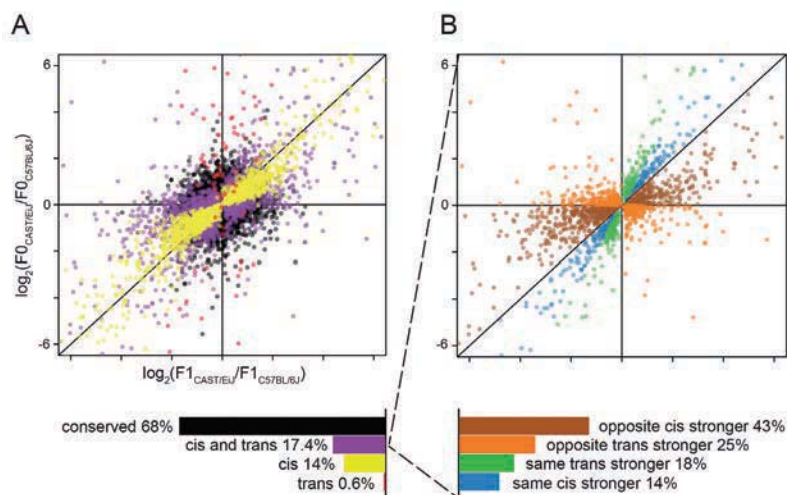 A
B
6
0
-6
log2(F0CAST/EiJ/F0C57BL/6J)
log2(F1CAST/EiJ/F1C57BL/6J)
6
0
-6
conserved 68%
cis and trans 17.4%
cis 14%
trans 0.6%
opposite cis stronger 43%
opposite trans stronger 25%
same trans stronger 18%
same cis stronger 14%